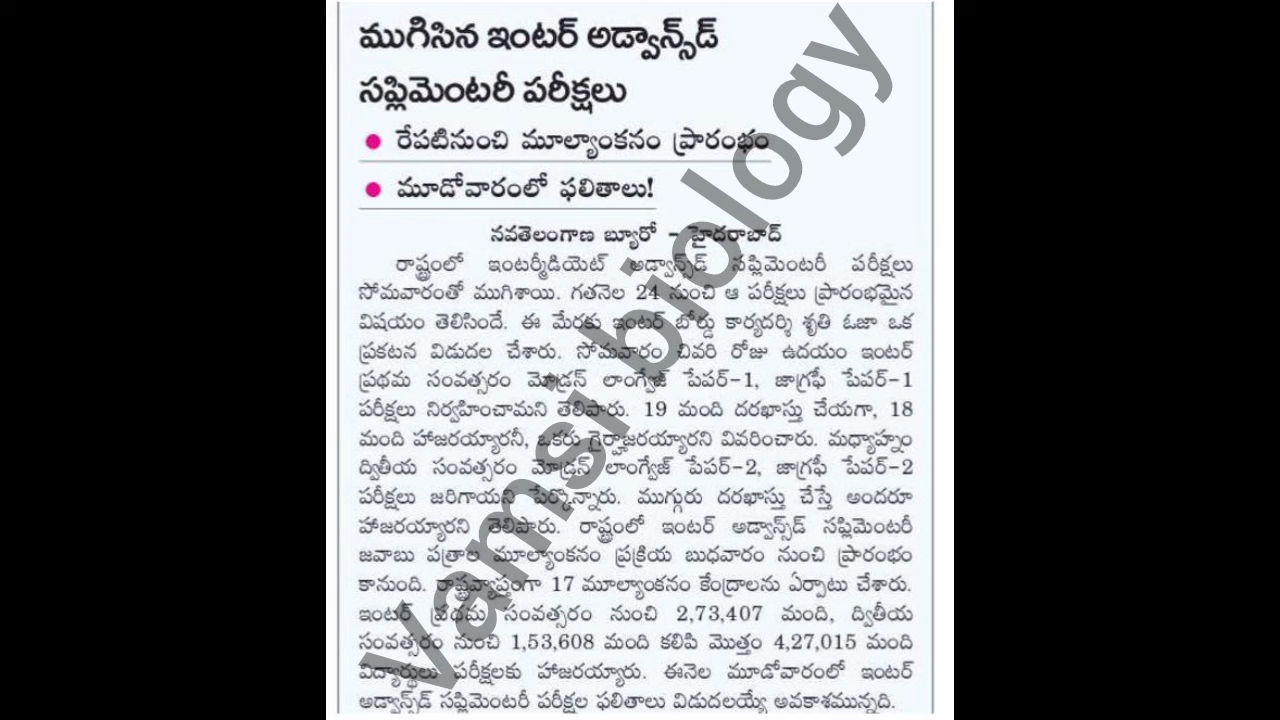 ముగిసిన ఇంటర్ అడ్వాన్స్‌డ్
సప్లిమెంటరీ పరీక్షలు
● రేపటినుంచి మూల్యాంకనం ప్రారంభం
● మూడోవారంలో ఫలితాలు!
నవతెలంగాణ బ్యూరో - హైదరాబాద్
రాష్ట్రంలో ఇంటర్మీడియెట్ అడ్వాన్స్‌డ్ సప్లిమెంటరీ పరీక్షలు
సోమవారంతో ముగిశాయి. గతనెల 24 నుంచి ఆ పరీక్షలు ప్రారంభమైన
విషయం తెలిసిందే. ఈ మేరకు ఇంటర్ బోర్డు కార్యదర్శి శృతి ఓజా ఒక
ప్రకటన విడుదల చేశారు. సోమవారం చివరి రోజు ఉదయం ఇంటర్
ప్రథమ సంవత్సరం మోడ్రన్ లాంగ్వేజ్ పేపర్-1, జాగ్రఫీ పేపర్-1
పరీక్షలు నిర్వహించామని తెలిపారు. 19 మంది దరఖాస్తు చేయగా, 18
మంది హాజరయ్యారనీ, ఒకరు గైర్హాజరయ్యారని వివరించారు. మధ్యాహ్నం
ద్వితీయ సంవత్సరం మోడ్రన్ లాంగ్వేజ్ పేపర్-2, జాగ్రఫీ పేపర్-2
పరీక్షలు జరిగాయని పేర్కొన్నారు. ముగ్గురు దరఖాస్తు చేస్తే అందరూ
హాజరయ్యారని తెలిపారు. రాష్ట్రంలో ఇంటర్ అడ్వాన్స్‌డ్ సప్లిమెంటరీ
జవాబు పత్రాల మూల్యాంకనం ప్రక్రియ బుధవారం నుంచి ప్రారంభం
కానుంది. రాష్ట్రవ్యాప్తంగా 17 మూల్యాంకనం కేంద్రాలను ఏర్పాటు చేశారు.
ఇంటర్ ప్రథమ సంవత్సరం నుంచి 2,73,407 మంది, ద్వితీయ
సంవత్సరం నుంచి 1,53,608 మంది కలిపి మొత్తం 4,27,015 మంది
విద్యార్థులు పరీక్షలకు హాజరయ్యారు. ఈనెల మూడోవారంలో ఇంటర్
అడ్వాన్స్‌డ్ సప్లిమెంటరీ పరీక్షల ఫలితాలు విడుదలయ్యే అవకాశమున్నది.
Vamsi biology